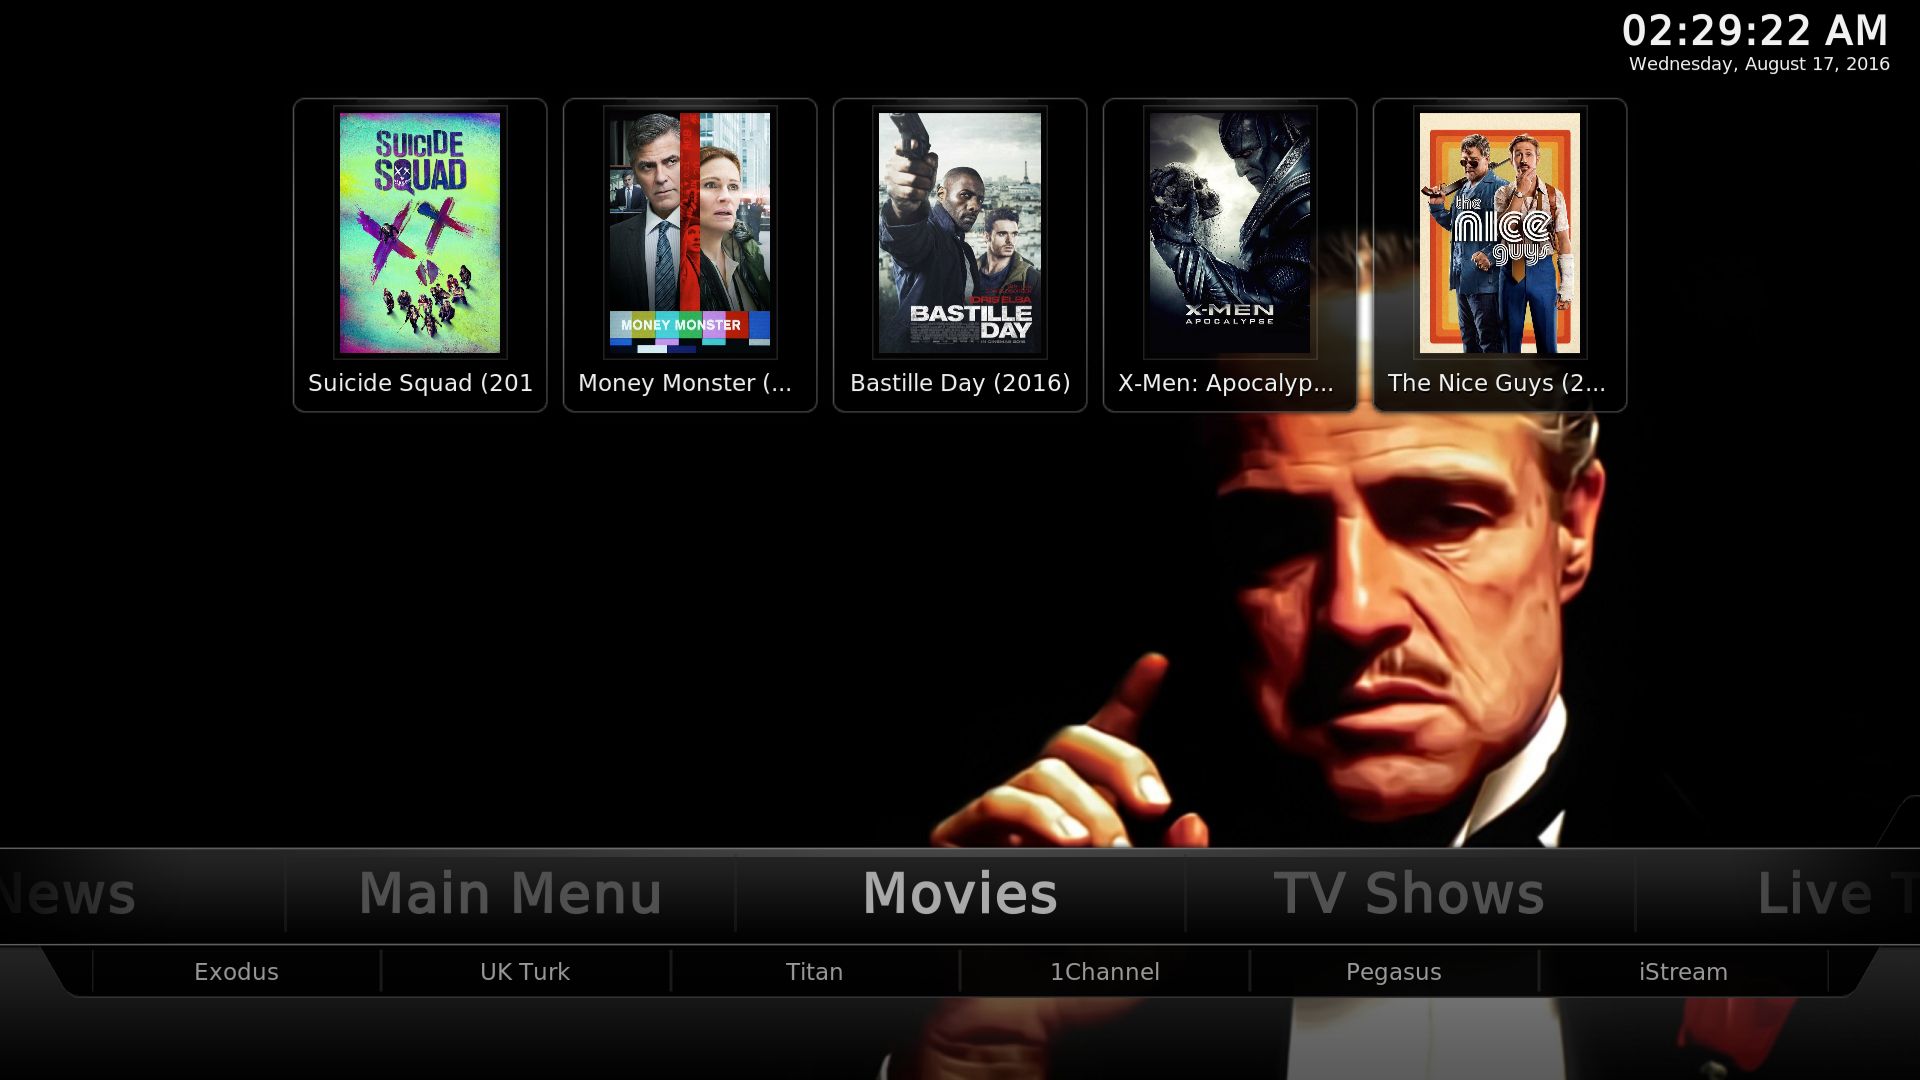 02:29:22 AM
Wednesday, August 17, 2016
SUICIDE
SQUAD
MONEY MONSTER
IDRIS ELBA
BASTILLE
DAY
X-MEN
APOCALYPSE
the
nice
guys
Suicide Squad (201
Money Monster (...
Bastille Day (2016)
X-Men: Apocalyp...
The Nice Guys (2...
News
Main Menu
Movies
TV Shows
Live T
Exodus
UK Turk
Titan
1Channel
Pegasus
iStream